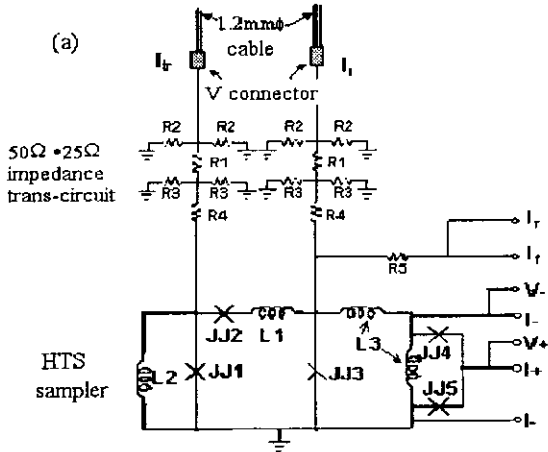 (a)
1.2mmφ
cable
Itr
Ii
V connector
R2 R2 R2 R2
50Ω•25Ω
impedance
trans-circuit
R1 R1
R3 R3 R3 R3
R4 R4
Ir
R5
If
V-
JJ2 L1
I-
L3
JJ4
V+
HTS
sampler
L2
JJ1
JJ3
I+
JJ5
I-